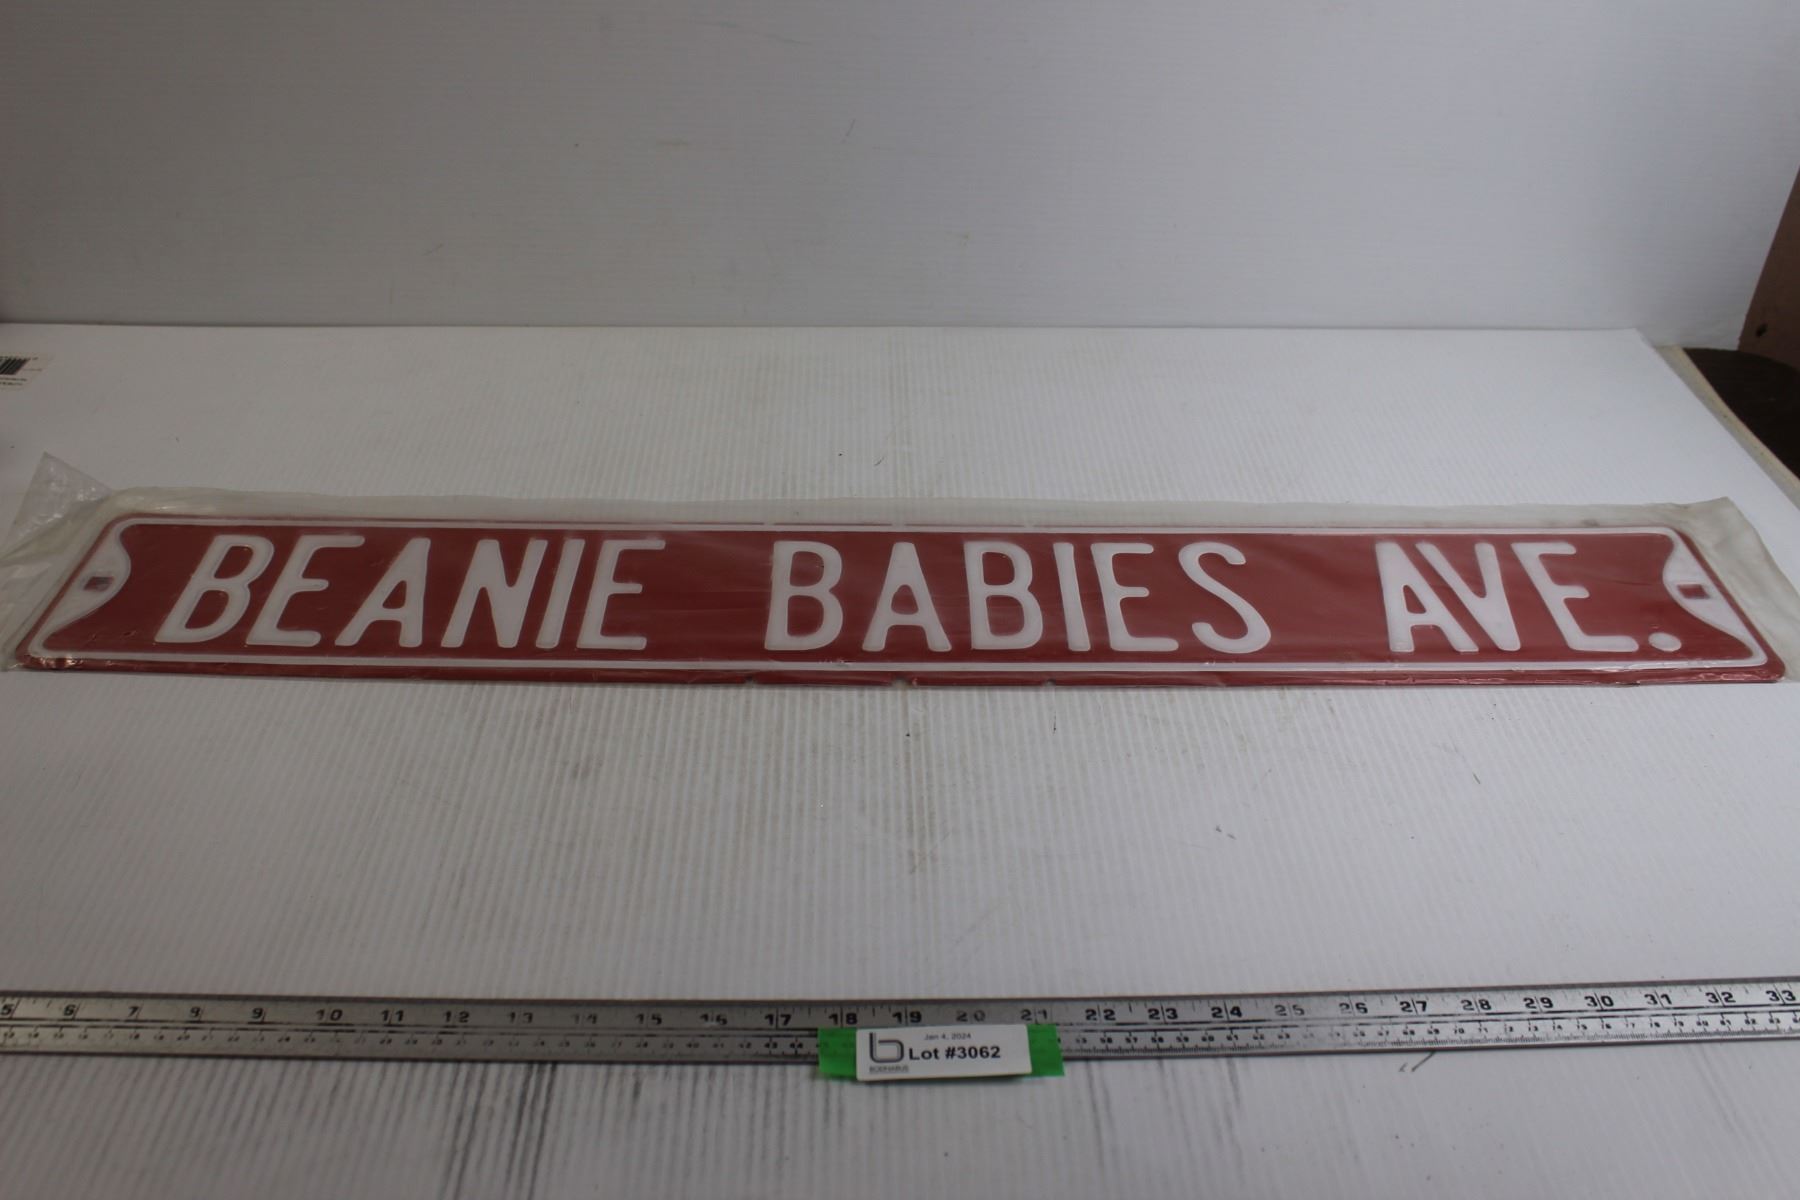 BEANIE BABIES AVE.
5 6 7 8 9 10 11 12 13 14 15 16 17 18 19 20 21 22 23 24 25 26 27 28 29 30 31 32 33
Jan 4, 2024
b Lot #3062
BODNARUS